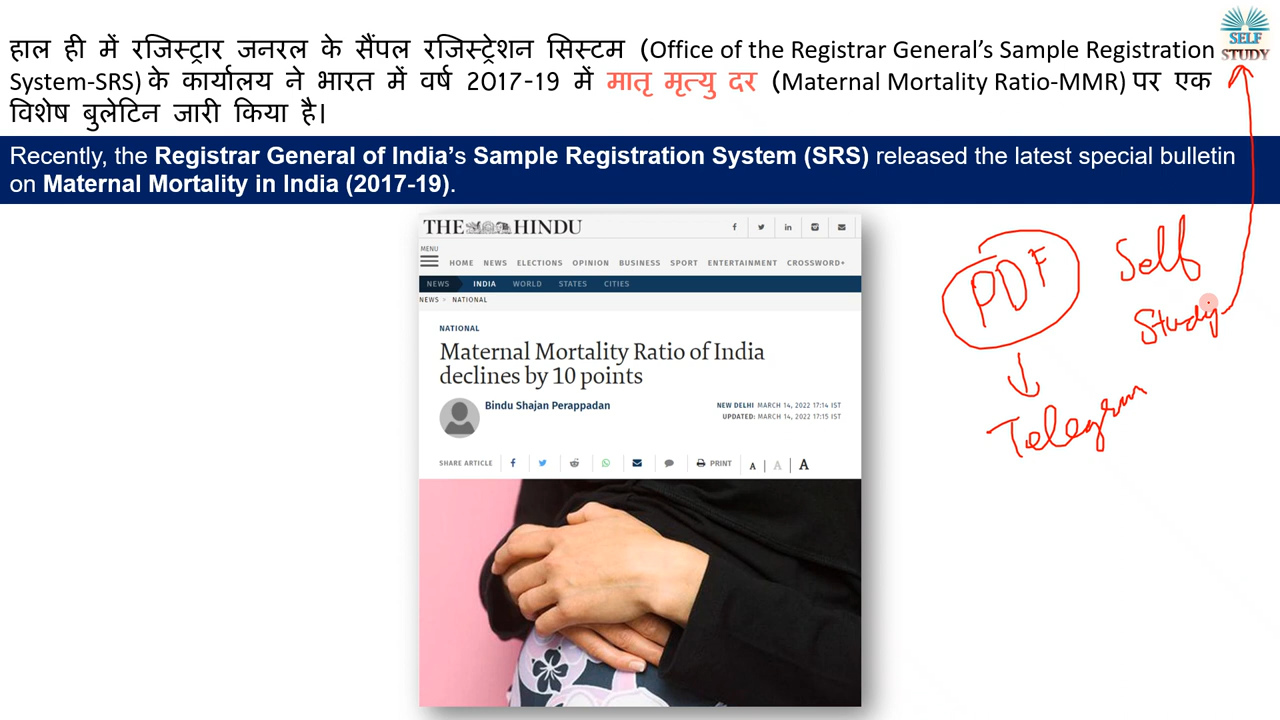 हाल ही में रजिस्ट्रार जनरल के सैंपल रजिस्ट्रेशन सिस्टम (Office of the Registrar General’s Sample Registration
System-SRS) के कार्यालय ने भारत में वर्ष 2017-19 में मातृ मृत्यु दर (Maternal Mortality Ratio-MMR) पर एक
विशेष बुलेटिन जारी किया है।
SELF
STUDY
Recently, the Registrar General of India’s Sample Registration System (SRS) released the latest special bulletin
on Maternal Mortality in India (2017-19).
THE HINDU
MENU
HOME NEWS ELECTIONS OPINION BUSINESS SPORT ENTERTAINMENT CROSSWORD+
NEWS INDIA WORLD STATES CITIES
NEWS > NATIONAL
NATIONAL
Maternal Mortality Ratio of India
declines by 10 points
Bindu Shajan Perappadan
NEW DELHI MARCH 14, 2022 17:14 IST
UPDATED: MARCH 14, 2022 17:15 IST
SHARE ARTICLE PRINT A A A
PDF
Self
Study
Telegram